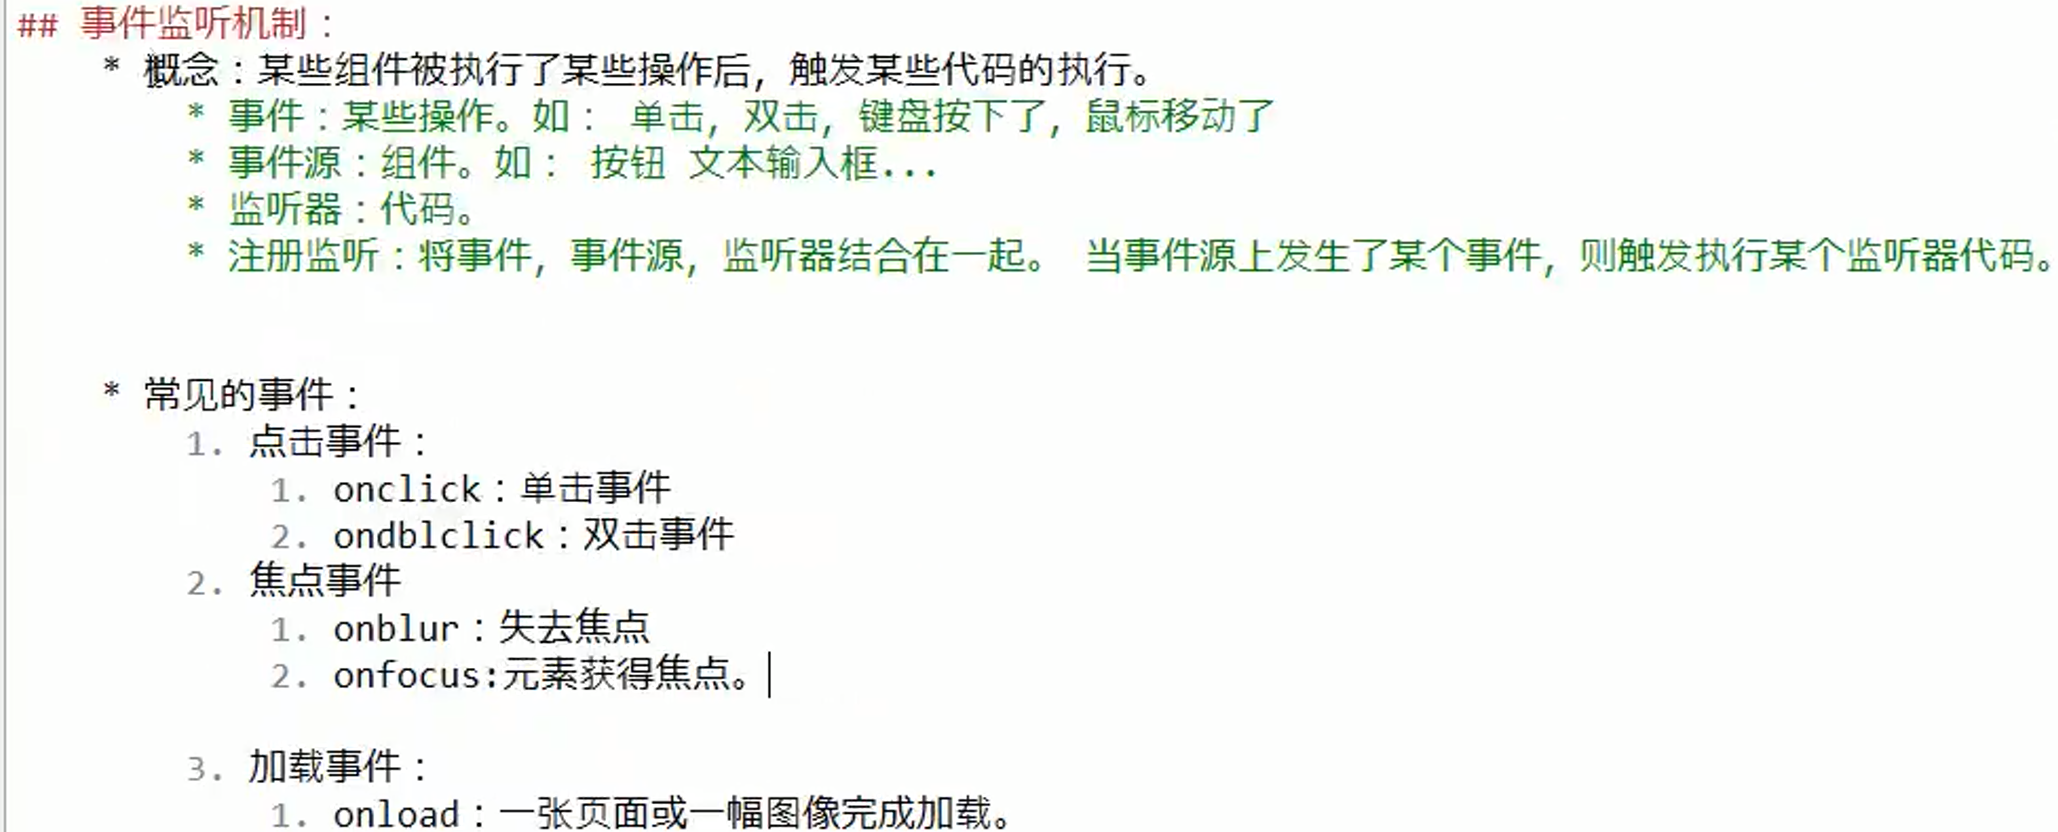 ## 事件监听机制：
* 概念：某些组件被执行了某些操作后，触发某些代码的执行。
* 事件：某些操作。如： 单击，双击，键盘按下了，鼠标移动了
* 事件源：组件。如： 按钮 文本输入框...
* 监听器：代码。
* 注册监听：将事件，事件源，监听器结合在一起。 当事件源上发生了某个事件，则触发执行某个监听器代码。
* 常见的事件：
1. 点击事件：
1. onclick：单击事件
2. ondblclick：双击事件
2. 焦点事件
1. onblur：失去焦点
2. onfocus:元素获得焦点。
3. 加载事件：
1. onload：一张页面或一幅图像完成加载。